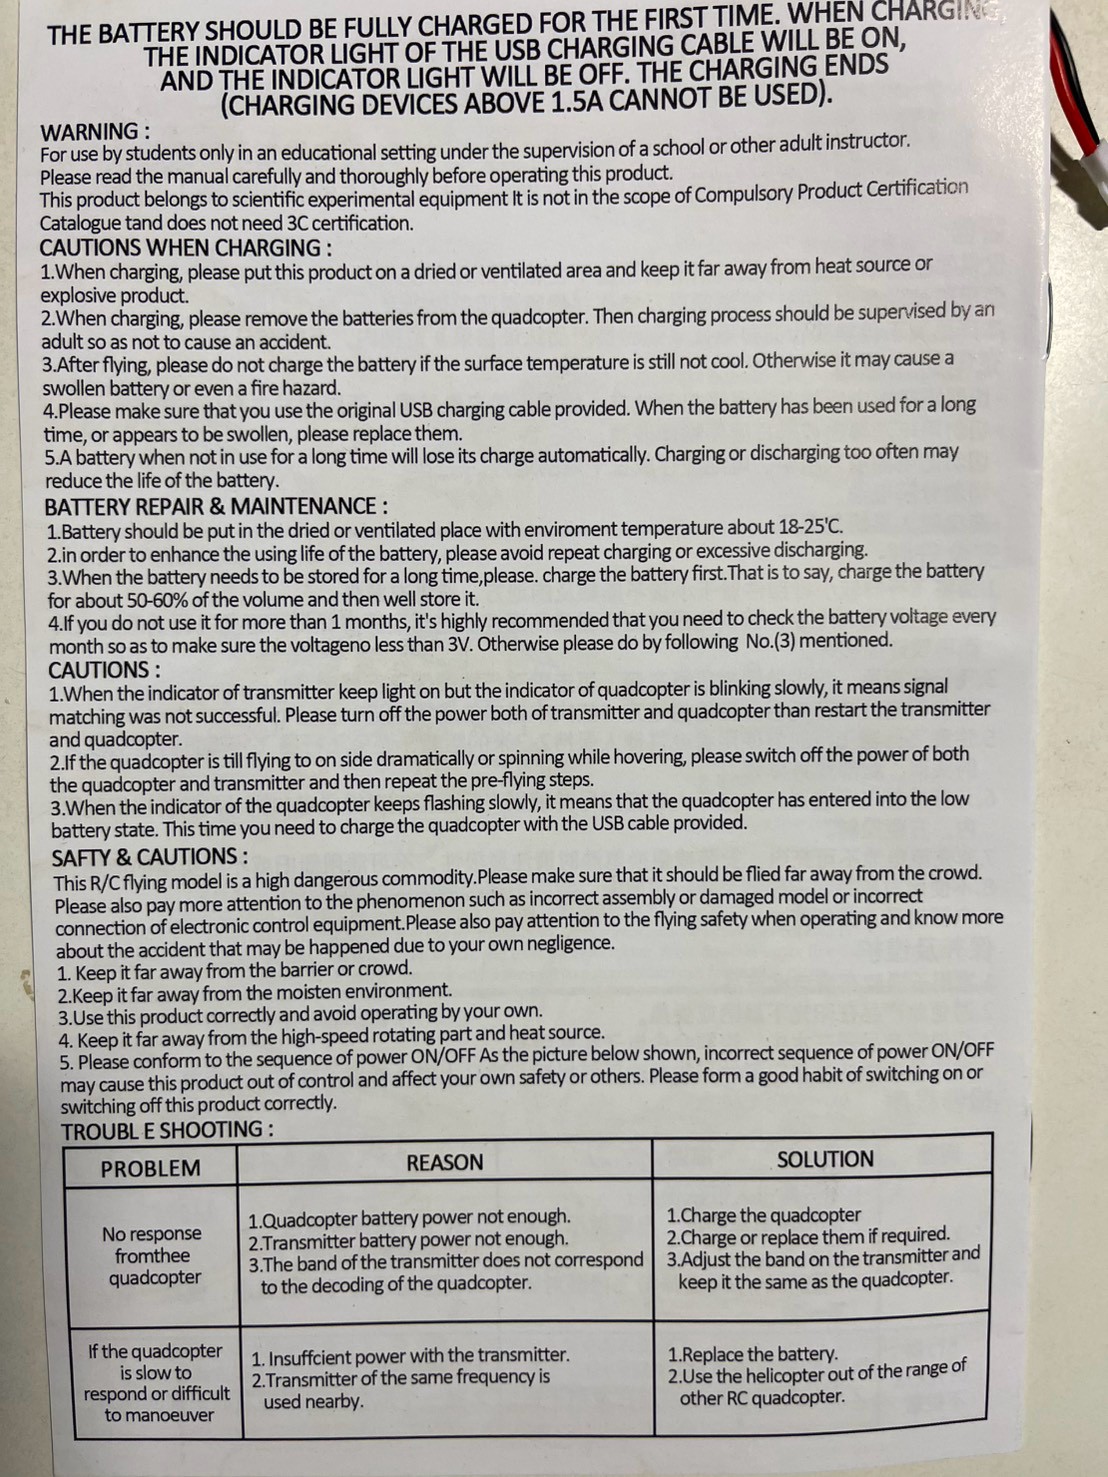 THE BATTERY SHOULD BE FULLY CHARGED FOR THE FIRST TIME. WHEN CHARGING,
THE INDICATOR LIGHT OF THE USB CHARGING CABLE WILL BE ON,
AND THE INDICATOR LIGHT WILL BE OFF. THE CHARGING ENDS
(CHARGING DEVICES ABOVE 1.5A CANNOT BE USED).
WARNING :
For use by students only in an educational setting under the supervision of a school or other adult instructor.
Please read the manual carefully and thoroughly before operating this product.
This product belongs to scientific experimental equipment It is not in the scope of Compulsory Product Certification
Catalogue tand does not need 3C certification.
CAUTIONS WHEN CHARGING :
1.When charging, please put this product on a dried or ventilated area and keep it far away from heat source or
explosive product.
2.When charging, please remove the batteries from the quadcopter. Then charging process should be supervised by an
adult so as not to cause an accident.
3.After flying, please do not charge the battery if the surface temperature is still not cool. Otherwise it may cause a
swollen battery or even a fire hazard.
4.Please make sure that you use the original USB charging cable provided. When the battery has been used for a long
time, or appears to be swollen, please replace them.
5.A battery when not in use for a long time will lose its charge automatically. Charging or discharging too often may
reduce the life of the battery.
BATTERY REPAIR & MAINTENANCE :
1.Battery should be put in the dried or ventilated place with enviroment temperature about 18-25'C.
2.in order to enhance the using life of the battery, please avoid repeat charging or excessive discharging.
3.When the battery needs to be stored for a long time,please. charge the battery first.That is to say, charge the battery
for about 50-60% of the volume and then well store it.
4.If you do not use it for more than 1 months, it's highly recommended that you need to check the battery voltage every
month so as to make sure the voltageno less than 3V. Otherwise please do by following No.(3) mentioned.
CAUTIONS :
1.When the indicator of transmitter keep light on but the indicator of quadcopter is blinking slowly, it means signal
matching was not successful. Please turn off the power both of transmitter and quadcopter than restart the transmitter
and quadcopter.
2.If the quadcopter is till flying to on side dramatically or spinning while hovering, please switch off the power of both
the quadcopter and transmitter and then repeat the pre-flying steps.
3.When the indicator of the quadcopter keeps flashing slowly, it means that the quadcopter has entered into the low
battery state. This time you need to charge the quadcopter with the USB cable provided.
SAFTY & CAUTIONS :
This R/C flying model is a high dangerous commodity.Please make sure that it should be flied far away from the crowd.
Please also pay more attention to the phenomenon such as incorrect assembly or damaged model or incorrect
connection of electronic control equipment.Please also pay attention to the flying safety when operating and know more
about the accident that may be happened due to your own negligence.
1. Keep it far away from the barrier or crowd.
2.Keep it far away from the moisten environment.
3.Use this product correctly and avoid operating by your own.
4. Keep it far away from the high-speed rotating part and heat source.
5. Please conform to the sequence of power ON/OFF As the picture below shown, incorrect sequence of power ON/OFF
may cause this product out of control and affect your own safety or others. Please form a good habit of switching on or
switching off this product correctly.
TROUBL E SHOOTING :
PROBLEM
REASON
SOLUTION
No response
fromthee
quadcopter
1.Quadcopter battery power not enough.
2.Transmitter battery power not enough.
3.The band of the transmitter does not correspond
to the decoding of the quadcopter.
1.Charge the quadcopter
2.Charge or replace them if required.
3.Adjust the band on the transmitter and
keep it the same as the quadcopter.
If the quadcopter
is slow to
respond or difficult
to manoeuver
1. Insuffcient power with the transmitter.
2.Transmitter of the same frequency is
used nearby.
1.Replace the battery.
2.Use the helicopter out of the range of
other RC quadcopter.